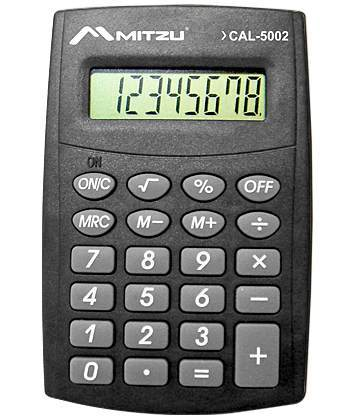 MITZU® CAL-5002
12345678.
ON
ON/C √ % OFF
MRC M− M+ ÷
7 8 9 ×
4 5 6 −
1 2 3 +
0 · =